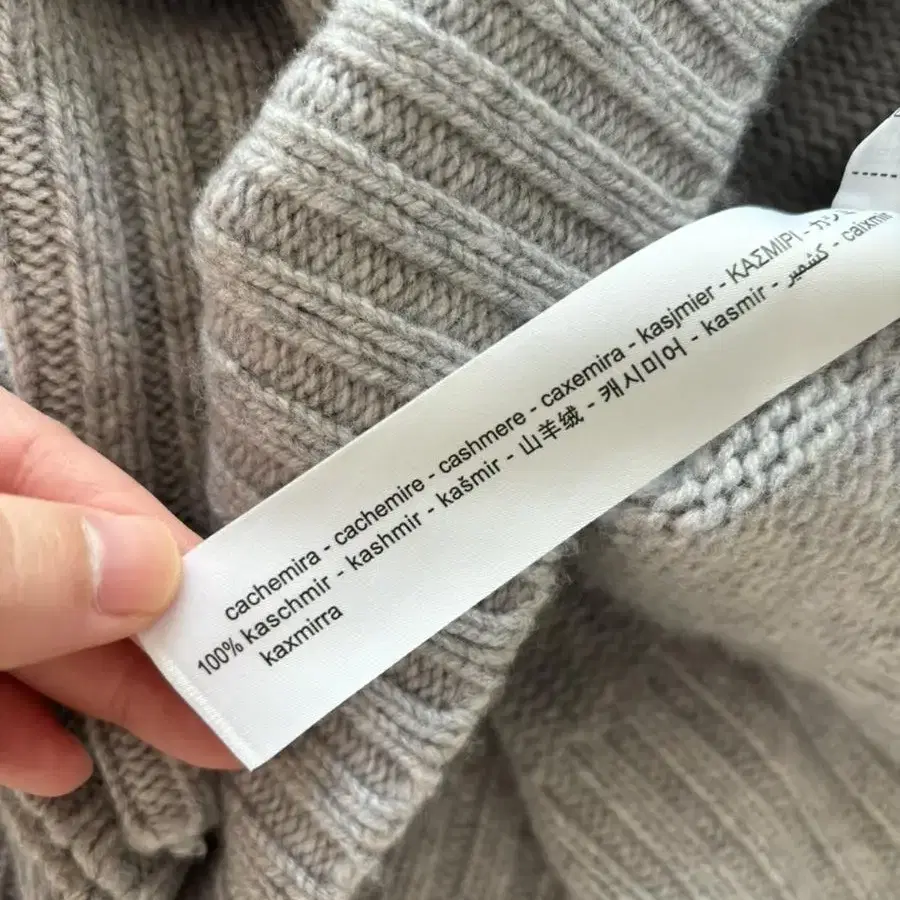 cachemira - cachemire - cashmere - caxemira - kasjmier - ΚΑΣΜΙΡΙ -
100% kaschmir - kashmir - kašmir - 山羊绒 - 캐시미어 - kasmir - كشمير - caixmir
kaxmirra